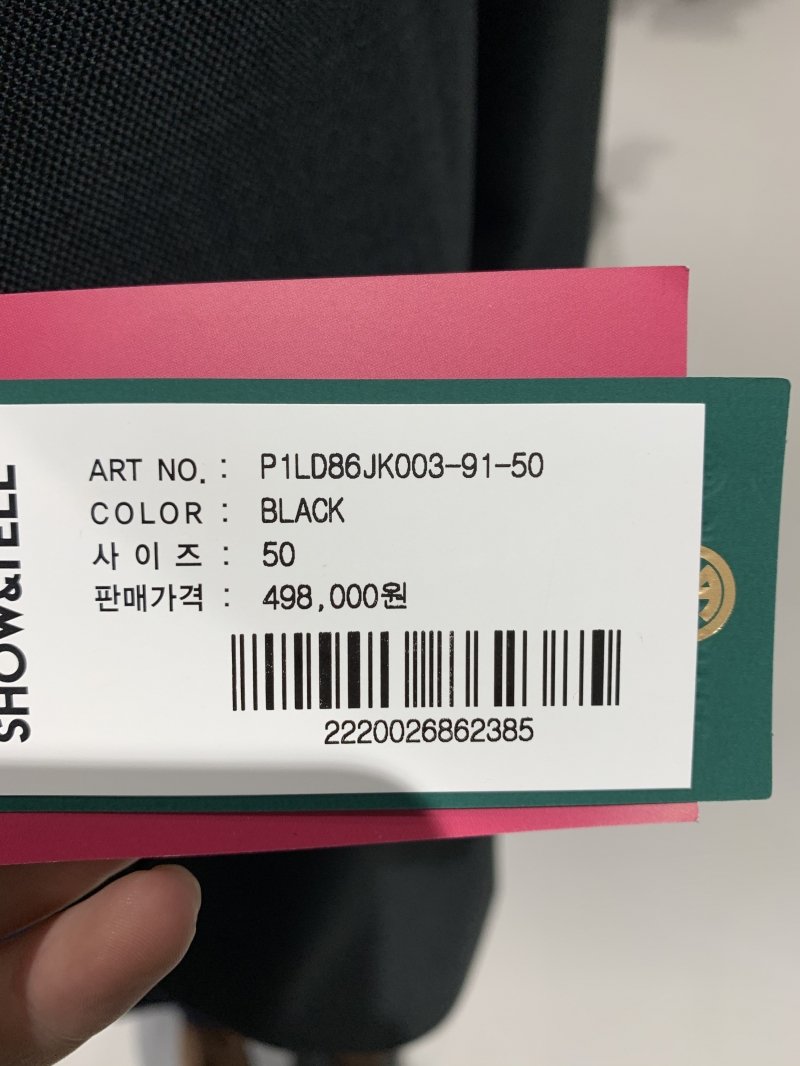 SHOW&TELL
ART NO. : P1LD86JK003-91-50
COLOR : BLACK
사 이 즈 : 50
판매가격 : 498,000원
2220026862385